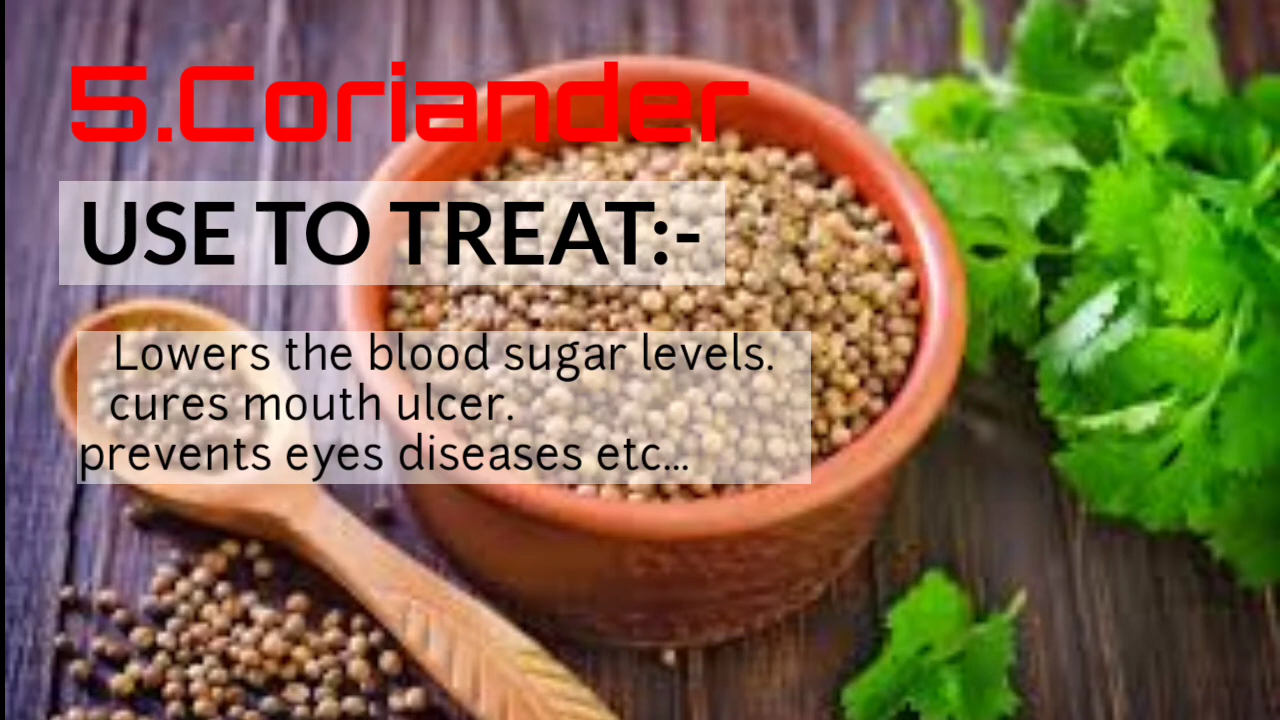 5.Coriander
USE TO TREAT:-
Lowers the blood sugar levels.
cures mouth ulcer.
prevents eyes diseases etc...